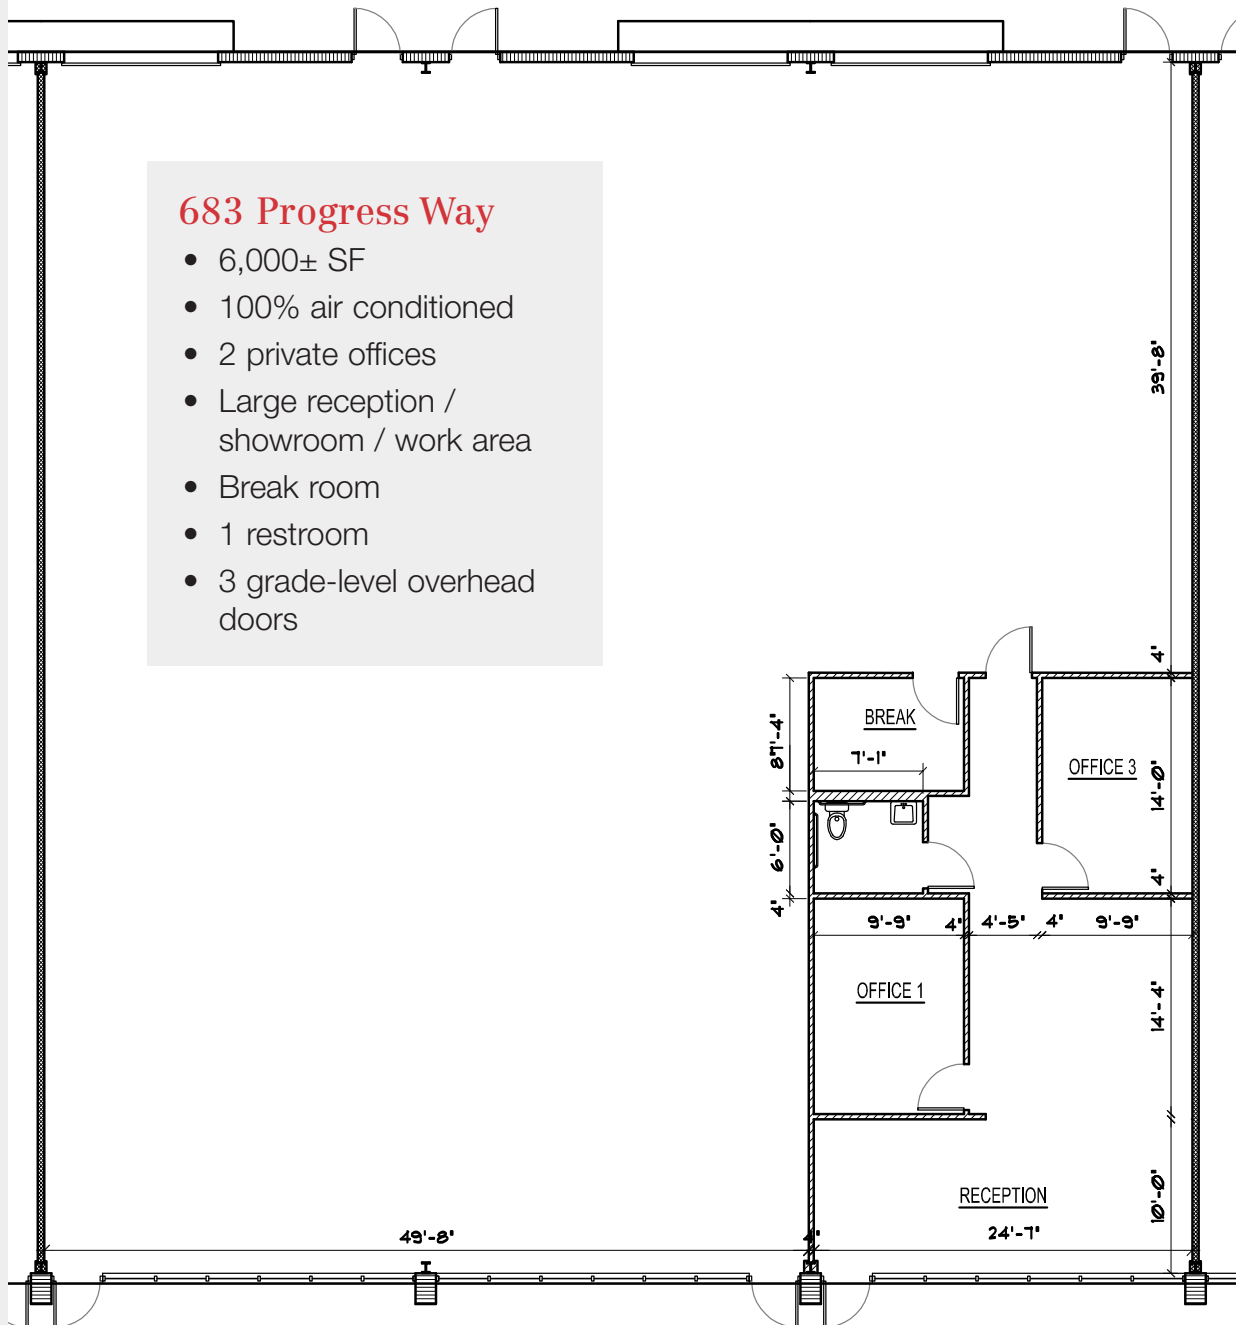 683 Progress Way
• 6,000± SF
• 100% air conditioned
• 2 private offices
• Large reception /
showroom / work area
• Break room
• 1 restroom
• 3 grade-level overhead
doors
39'-8"
4"
BREAK
7'-1"
7'-4"
8"
OFFICE 3
14'-0"
6'-0"
4"
4"
9'-9"
4"
4'-5"
4"
9'-9"
OFFICE 1
14'-4"
RECEPTION
10'-0"
49'-8"
4"
24'-7"